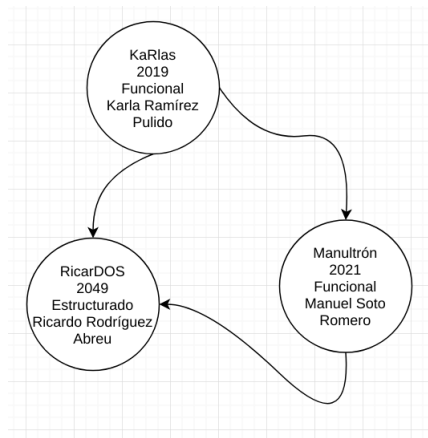 KaRlas
2019
Funcional
Karla Ramírez
Pulido
RicarDOS
2049
Estructurado
Ricardo Rodríguez
Abreu
Manultrón
2021
Funcional
Manuel Soto
Romero